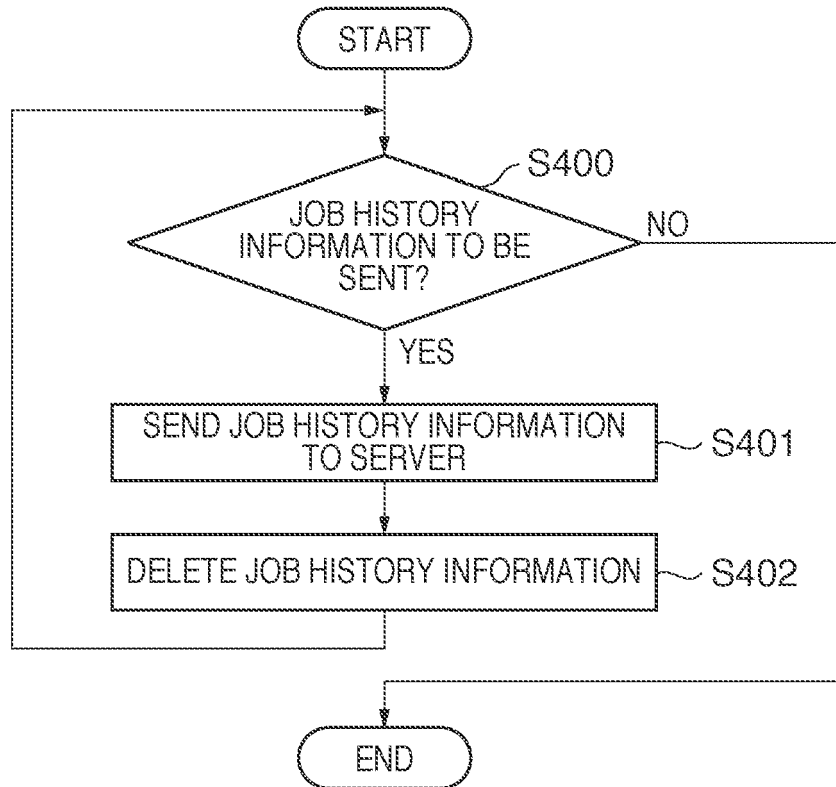 START
S400
JOB HISTORY
INFORMATION TO BE
SENT?
NO
YES
SEND JOB HISTORY INFORMATION
TO SERVER
S401
DELETE JOB HISTORY INFORMATION
S402
END